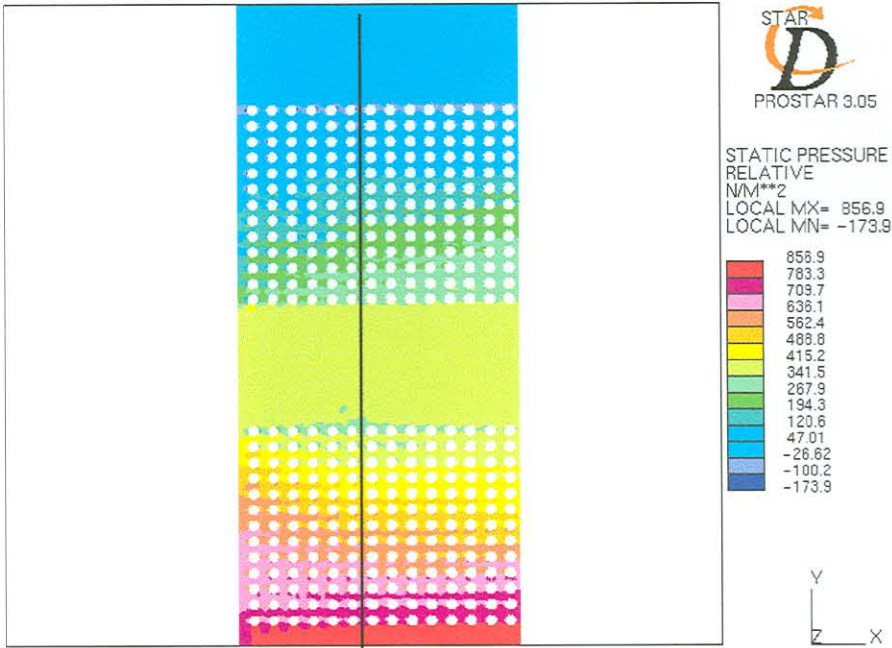 STAR
D
PROSTAR 3.05
STATIC PRESSURE
RELATIVE
N/M**2
LOCAL MX= 856.9
LOCAL MN= -173.9
856.9
783.3
709.7
636.1
562.4
488.8
415.2
341.5
267.9
194.3
120.6
47.01
-26.62
-100.2
-173.9
Y
Z X